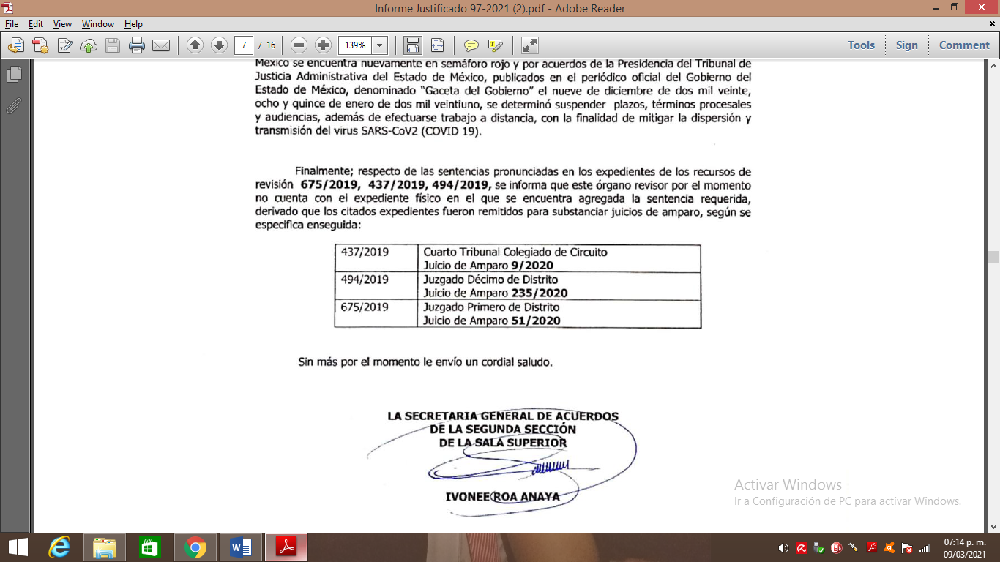 Informe Justificado 97-2021 (2).pdf - Adobe Reader
File Edit View Window Help
7 / 16 139% Tools Sign Comment
México se encuentra nuevamente en semáforo rojo y por acuerdos de la Presidencia del Tribunal de
Justicia Administrativa del Estado de México, publicados en el periódico oficial del Gobierno del
Estado de México, denominado "Gaceta del Gobierno" el nueve de diciembre de dos mil veinte,
ocho y quince de enero de dos mil veintiuno, se determinó suspender plazos, términos procesales
y audiencias, además de efectuarse trabajo a distancia, con la finalidad de mitigar la dispersión y
transmisión del virus SARS-CoV2 (COVID 19).
Finalmente; respecto de las sentencias pronunciadas en los expedientes de los recursos de
revisión 675/2019, 437/2019, 494/2019, se informa que este órgano revisor por el momento
no cuenta con el expediente físico en el que se encuentra agregada la sentencia requerida,
derivado que los citados expedientes fueron remitidos para substanciar juicios de amparo, según se
especifica enseguida:
437/2019 Cuarto Tribunal Colegiado de Circuito
Juicio de Amparo 9/2020
494/2019 Juzgado Décimo de Distrito
Juicio de Amparo 235/2020
675/2019 Juzgado Primero de Distrito
Juicio de Amparo 51/2020
Sin más por el momento le envío un cordial saludo.
LA SECRETARIA GENERAL DE ACUERDOS
DE LA SEGUNDA SECCIÓN
DE LA SALA SUPERIOR
IVONEE ROA ANAYA
Activar Windows
Ir a Configuración de PC para activar Windows.
07:14 p. m.
09/03/2021